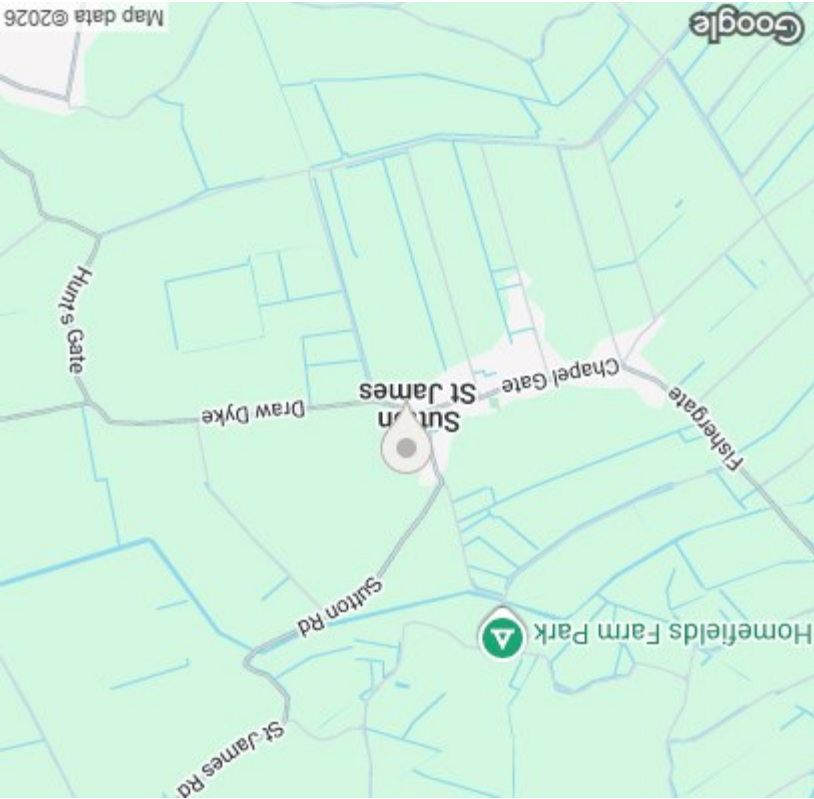 St James Rd
Homefields Farm Park
Sutton Rd
Fishergate
Sutton
St James
Draw Dyke
Chapel Gate
Hunt's Gate
Google
Map data ©2026